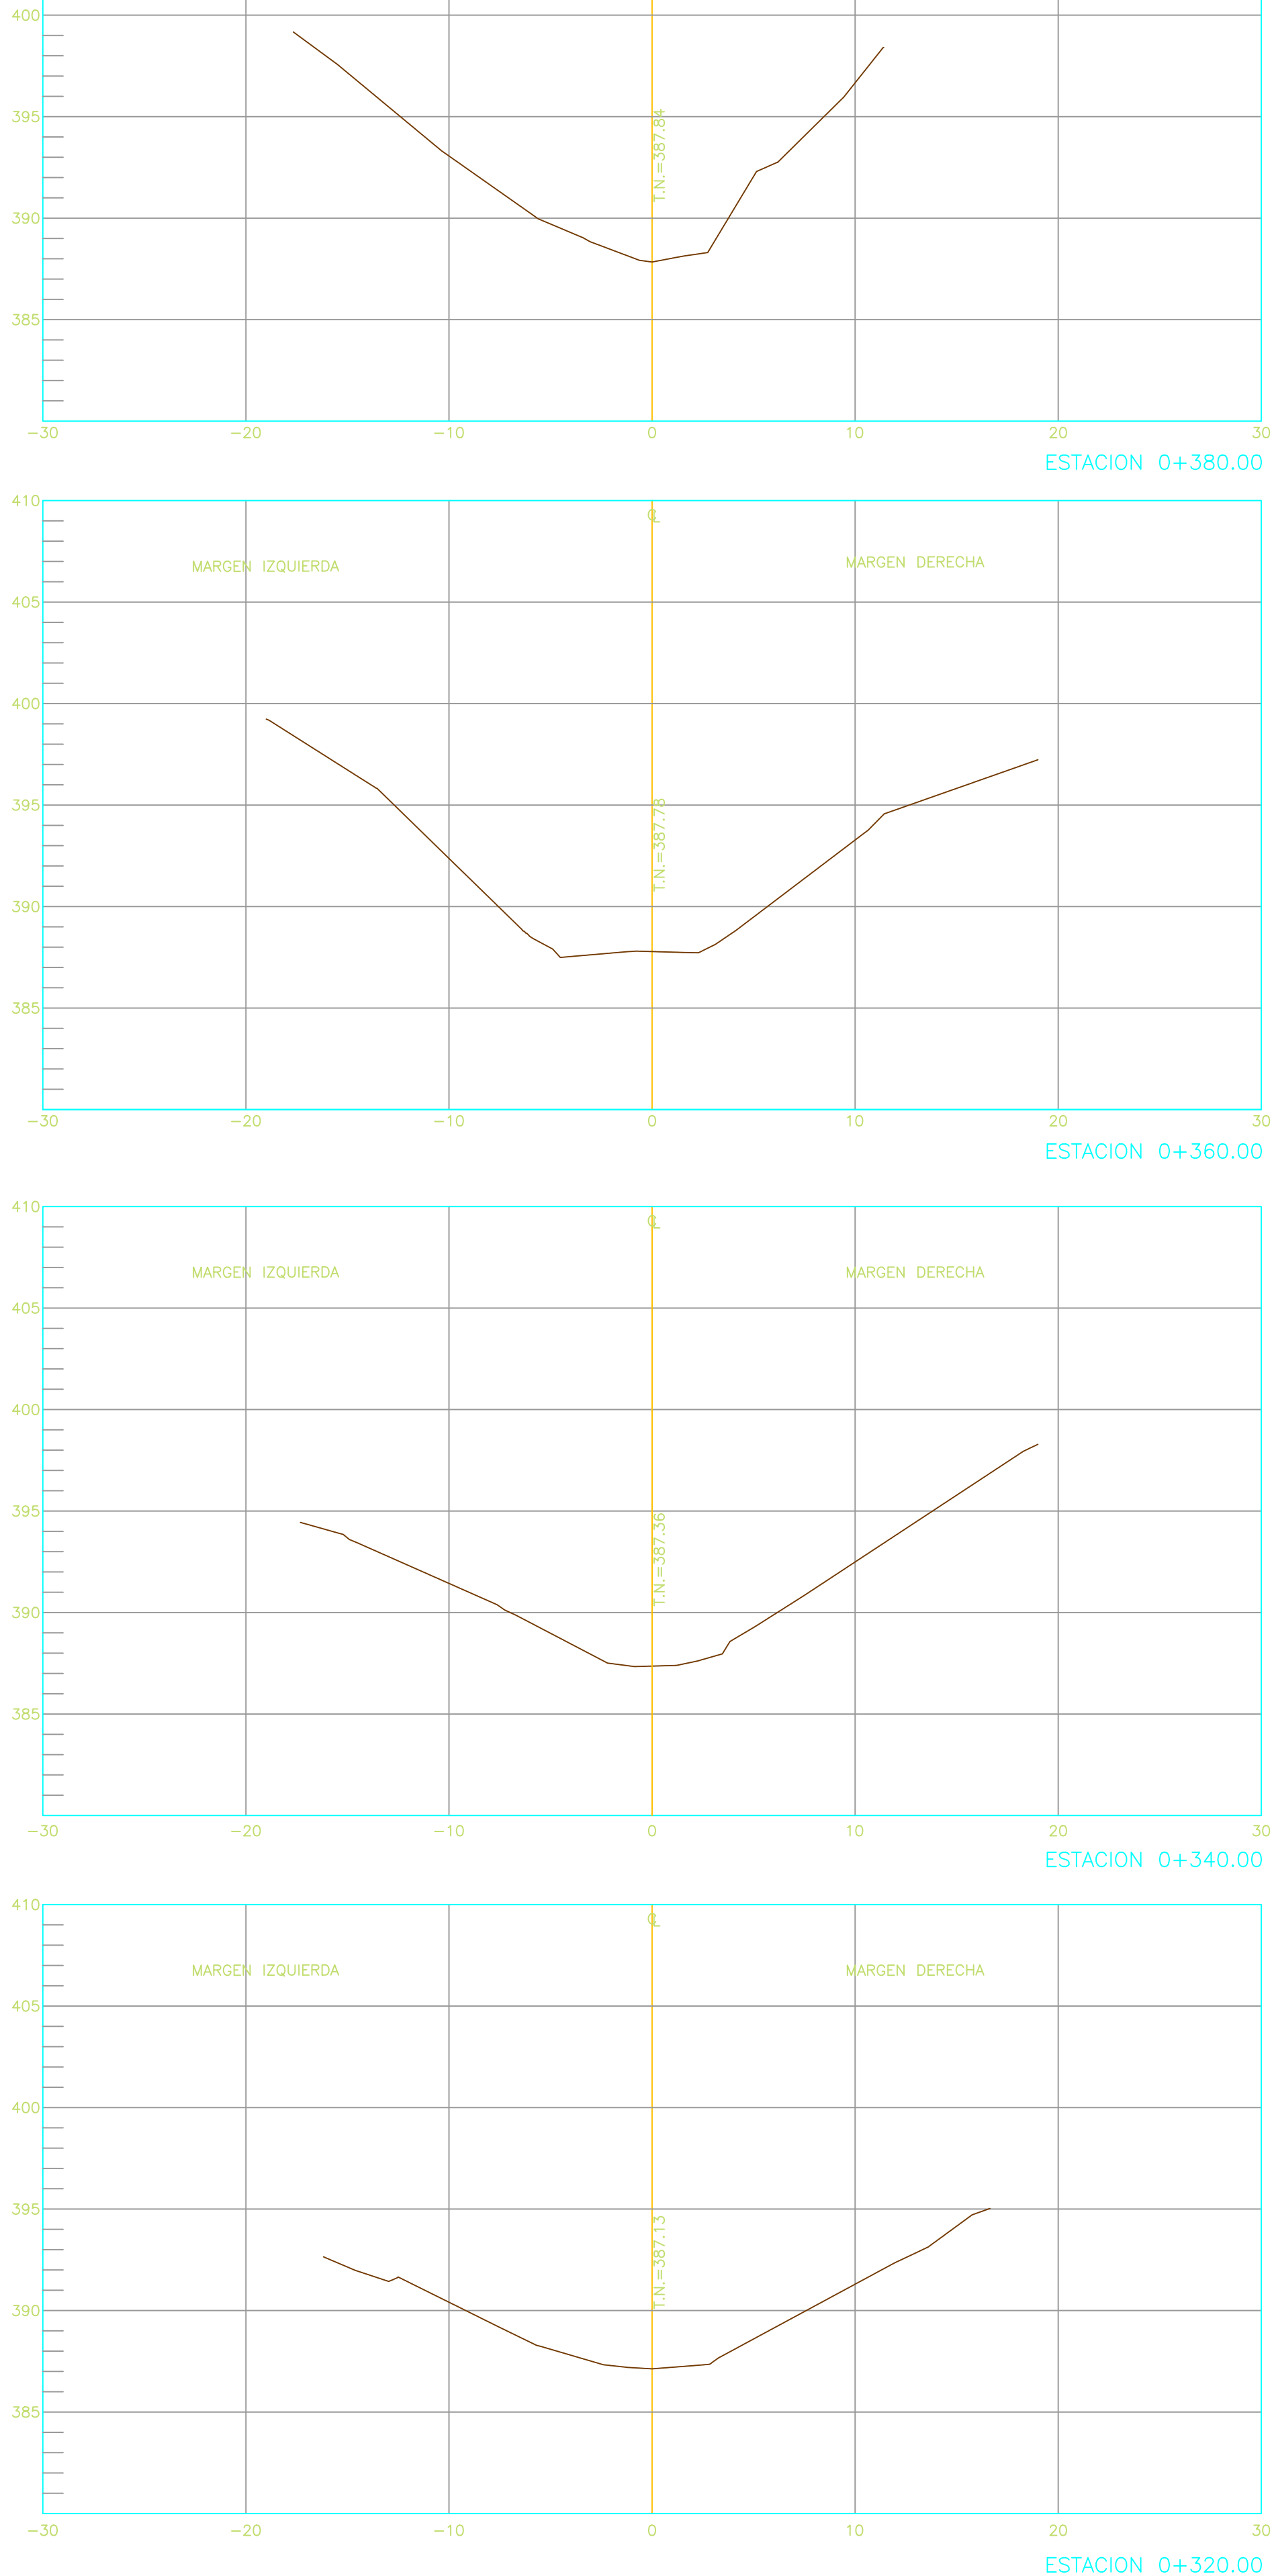 400
395
390
385
T.N.=387.84
-30 -20 -10 0 10 20 30
ESTACION 0+380.00
410
℄
MARGEN IZQUIERDA MARGEN DERECHA
405
400
395
390
385
T.N.=387.78
-30 -20 -10 0 10 20 30
ESTACION 0+360.00
410
℄
MARGEN IZQUIERDA MARGEN DERECHA
405
400
395
390
385
T.N.=387.36
-30 -20 -10 0 10 20 30
ESTACION 0+340.00
410
℄
MARGEN IZQUIERDA MARGEN DERECHA
405
400
395
390
385
T.N.=387.13
-30 -20 -10 0 10 20 30
ESTACION 0+320.00